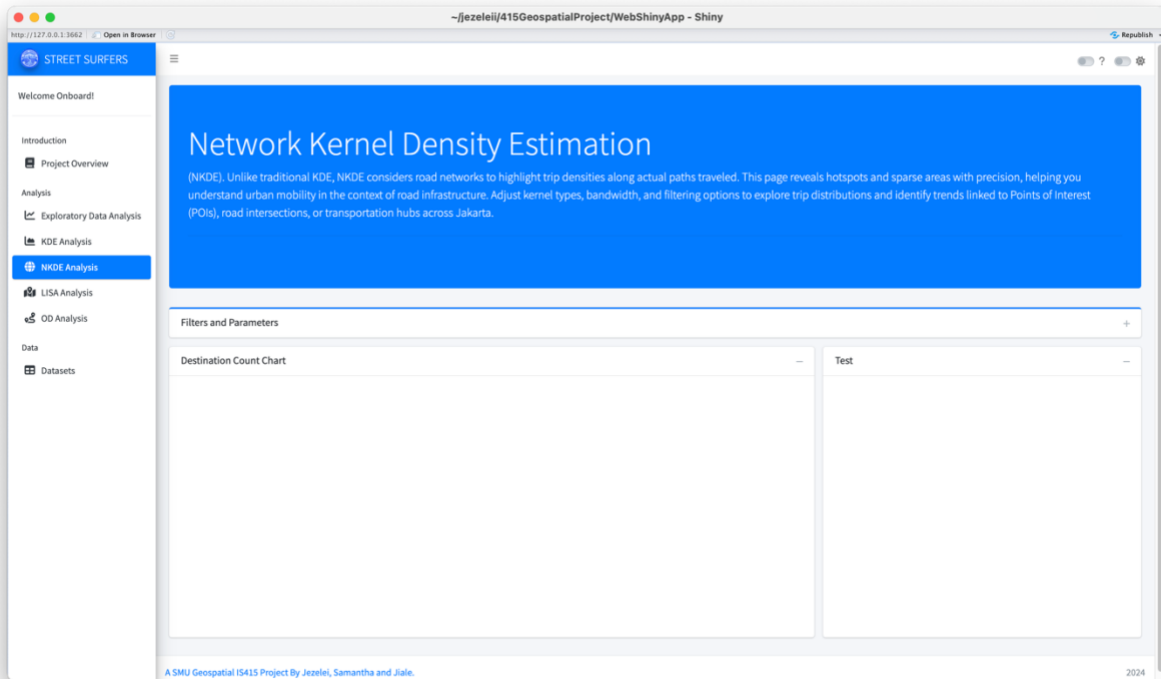 ~/jezeleii/415GeospatialProject/WebShinyApp - Shiny
http://127.0.0.1:3662 Open in Browser Republish
STREET SURFERS
?
Welcome Onboard!
Introduction
Project Overview
Analysis
Exploratory Data Analysis
KDE Analysis
NKDE Analysis
LISA Analysis
OD Analysis
Data
Datasets
Network Kernel Density Estimation
(NKDE). Unlike traditional KDE, NKDE considers road networks to highlight trip densities along actual paths traveled. This page reveals hotspots and sparse areas with precision, helping you
understand urban mobility in the context of road infrastructure. Adjust kernel types, bandwidth, and filtering options to explore trip distributions and identify trends linked to Points of Interest
(POIs), road intersections, or transportation hubs across Jakarta.
Filters and Parameters
Destination Count Chart
Test
A SMU Geospatial IS415 Project By Jezelei, Samantha and Jiale.
2024